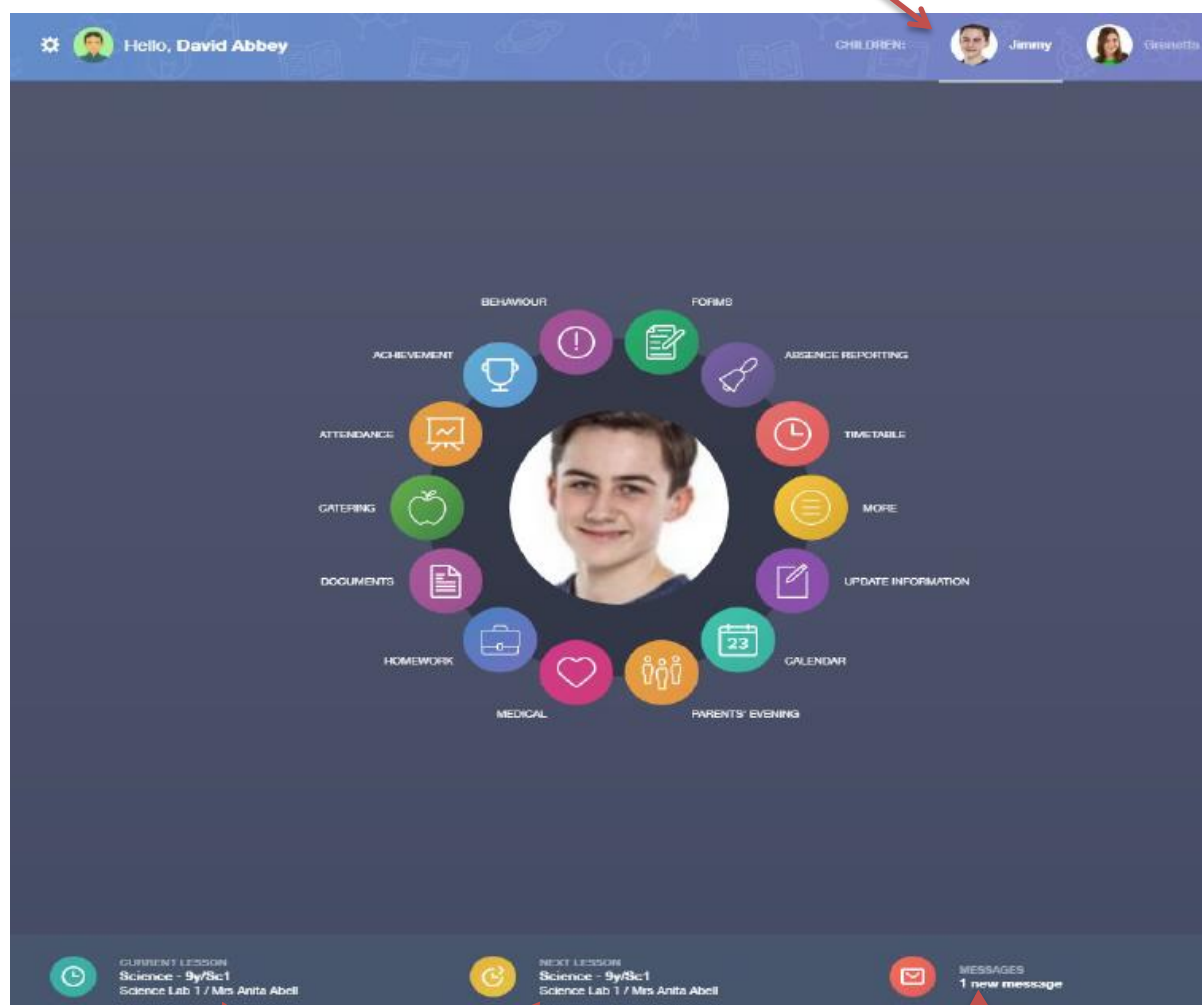 Hello, David Abbey
CHILDREN:
Jimmy
BEHAVIOUR
FORMS
ACHIEVEMENT
ABSENCE REPORTING
ATTENDANCE
TIMETABLE
CATERING
MORE
DOCUMENTS
UPDATE INFORMATION
23
HOMEWORK
CALENDAR
MEDICAL
PARENTS' EVENING
CURRENT LESSON
Science - 9y/Sc1
Science Lab 1 / Mrs Anita Abell
NEXT LESSON
Science - 9y/Sc1
Science Lab 1 / Mrs Anita Abell
MESSAGES
1 new message